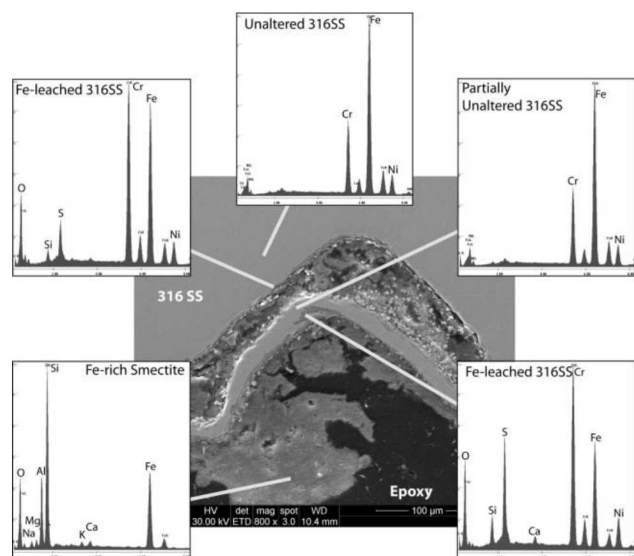 Unaltered 316SS
Fe
Cr
Ni
Fe-leached 316SS
Cr
Fe
O
S
Si
Ni
Partially
Unaltered 316SS
Fe
Cr
Ni
316 SS
Fe-rich Smectite
Si
O
Al
Mg
Na
K
Ca
Fe
Fe-leached 316SS
Cr
S
Fe
O
Si
Ca
Ni
Epoxy
HV det mag spot WD
30.00 kV ETD 800 x 3.0 10.4 mm
100 µm